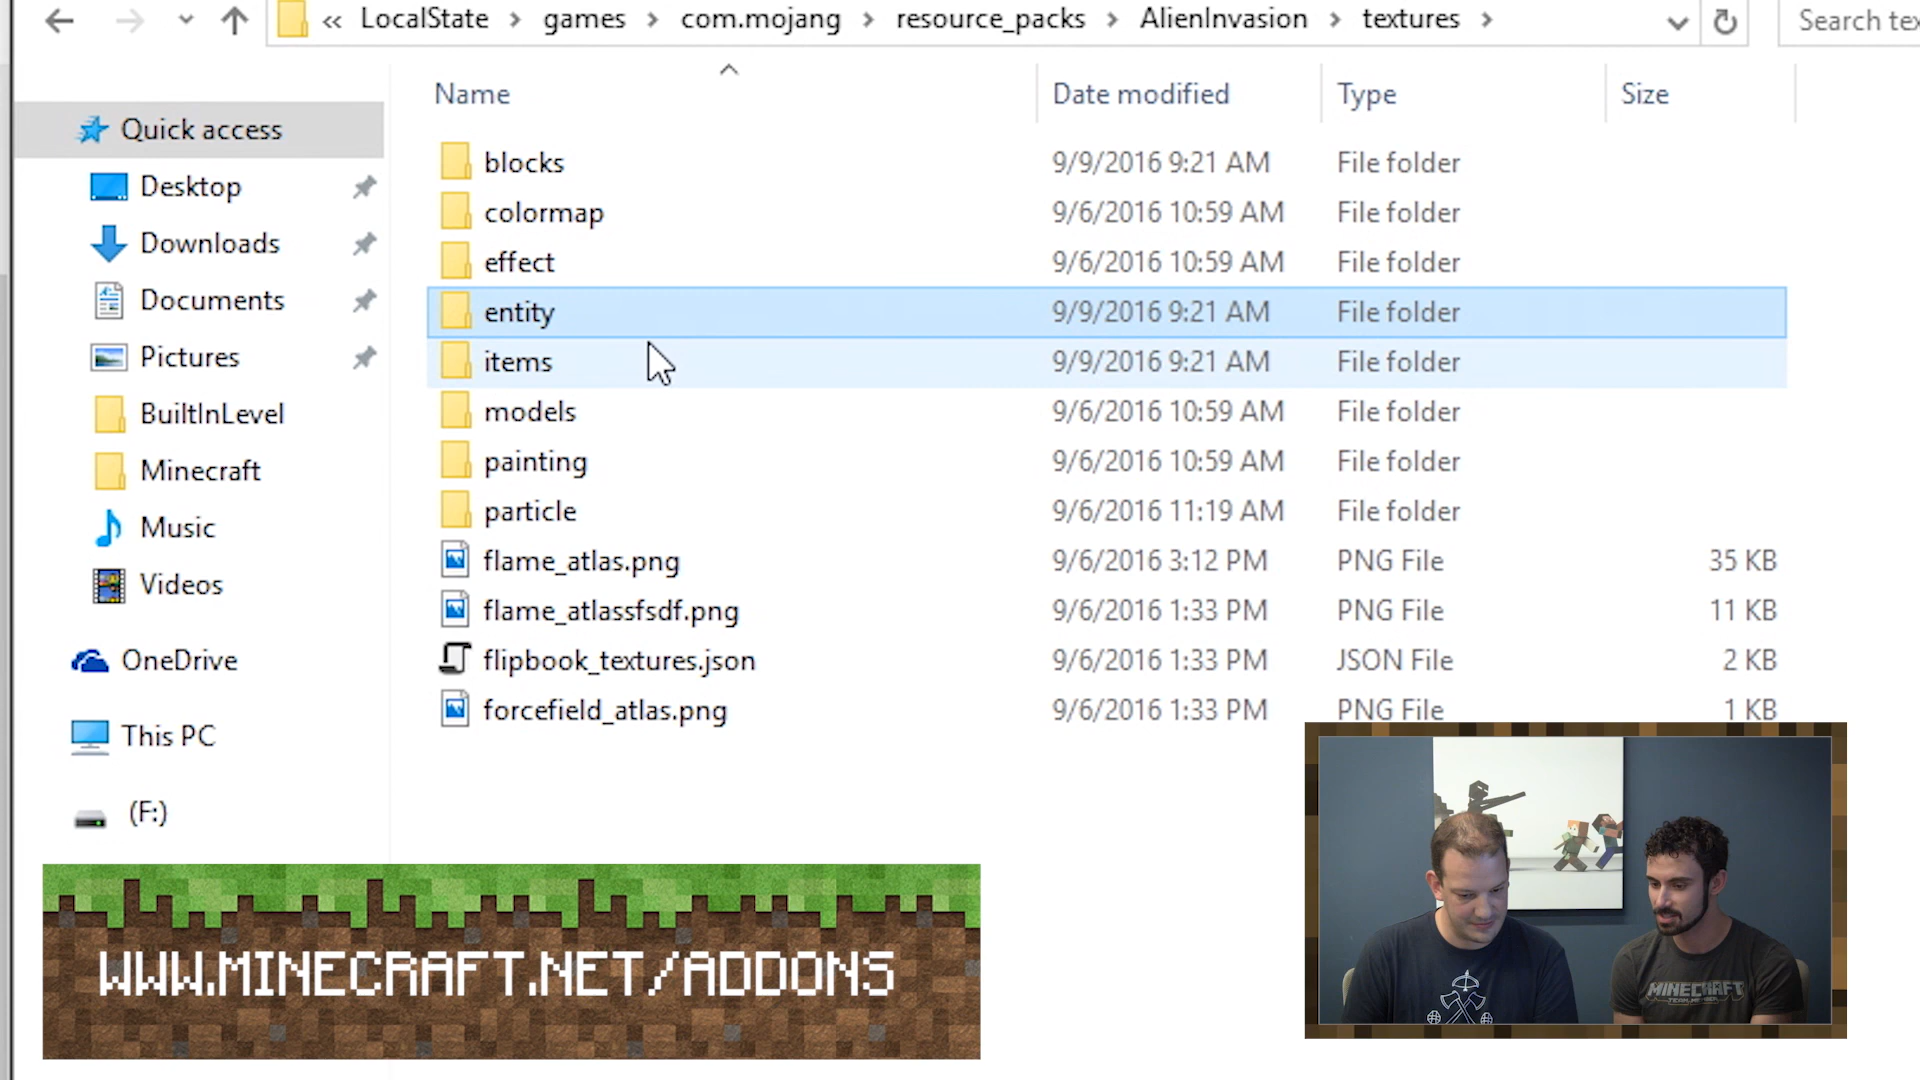 « LocalState > games > com.mojang > resource_packs > AlienInvasion > textures >
Search tex
Name Date modified Type Size
Quick access
Desktop
Downloads
Documents
Pictures
BuiltInLevel
Minecraft
Music
Videos
OneDrive
This PC
(F:)
blocks 9/9/2016 9:21 AM File folder
colormap 9/6/2016 10:59 AM File folder
effect 9/6/2016 10:59 AM File folder
entity 9/9/2016 9:21 AM File folder
items 9/9/2016 9:21 AM File folder
models 9/6/2016 10:59 AM File folder
painting 9/6/2016 10:59 AM File folder
particle 9/6/2016 11:19 AM File folder
flame_atlas.png 9/6/2016 3:12 PM PNG File 35 KB
flame_atlassfsdf.png 9/6/2016 1:33 PM PNG File 11 KB
flipbook_textures.json 9/6/2016 1:33 PM JSON File 2 KB
forcefield_atlas.png 9/6/2016 1:33 PM PNG File 1 KB
WWW.MINECRAFT.NET/ADDONS
MINECRAFT
TEAM MEMBER